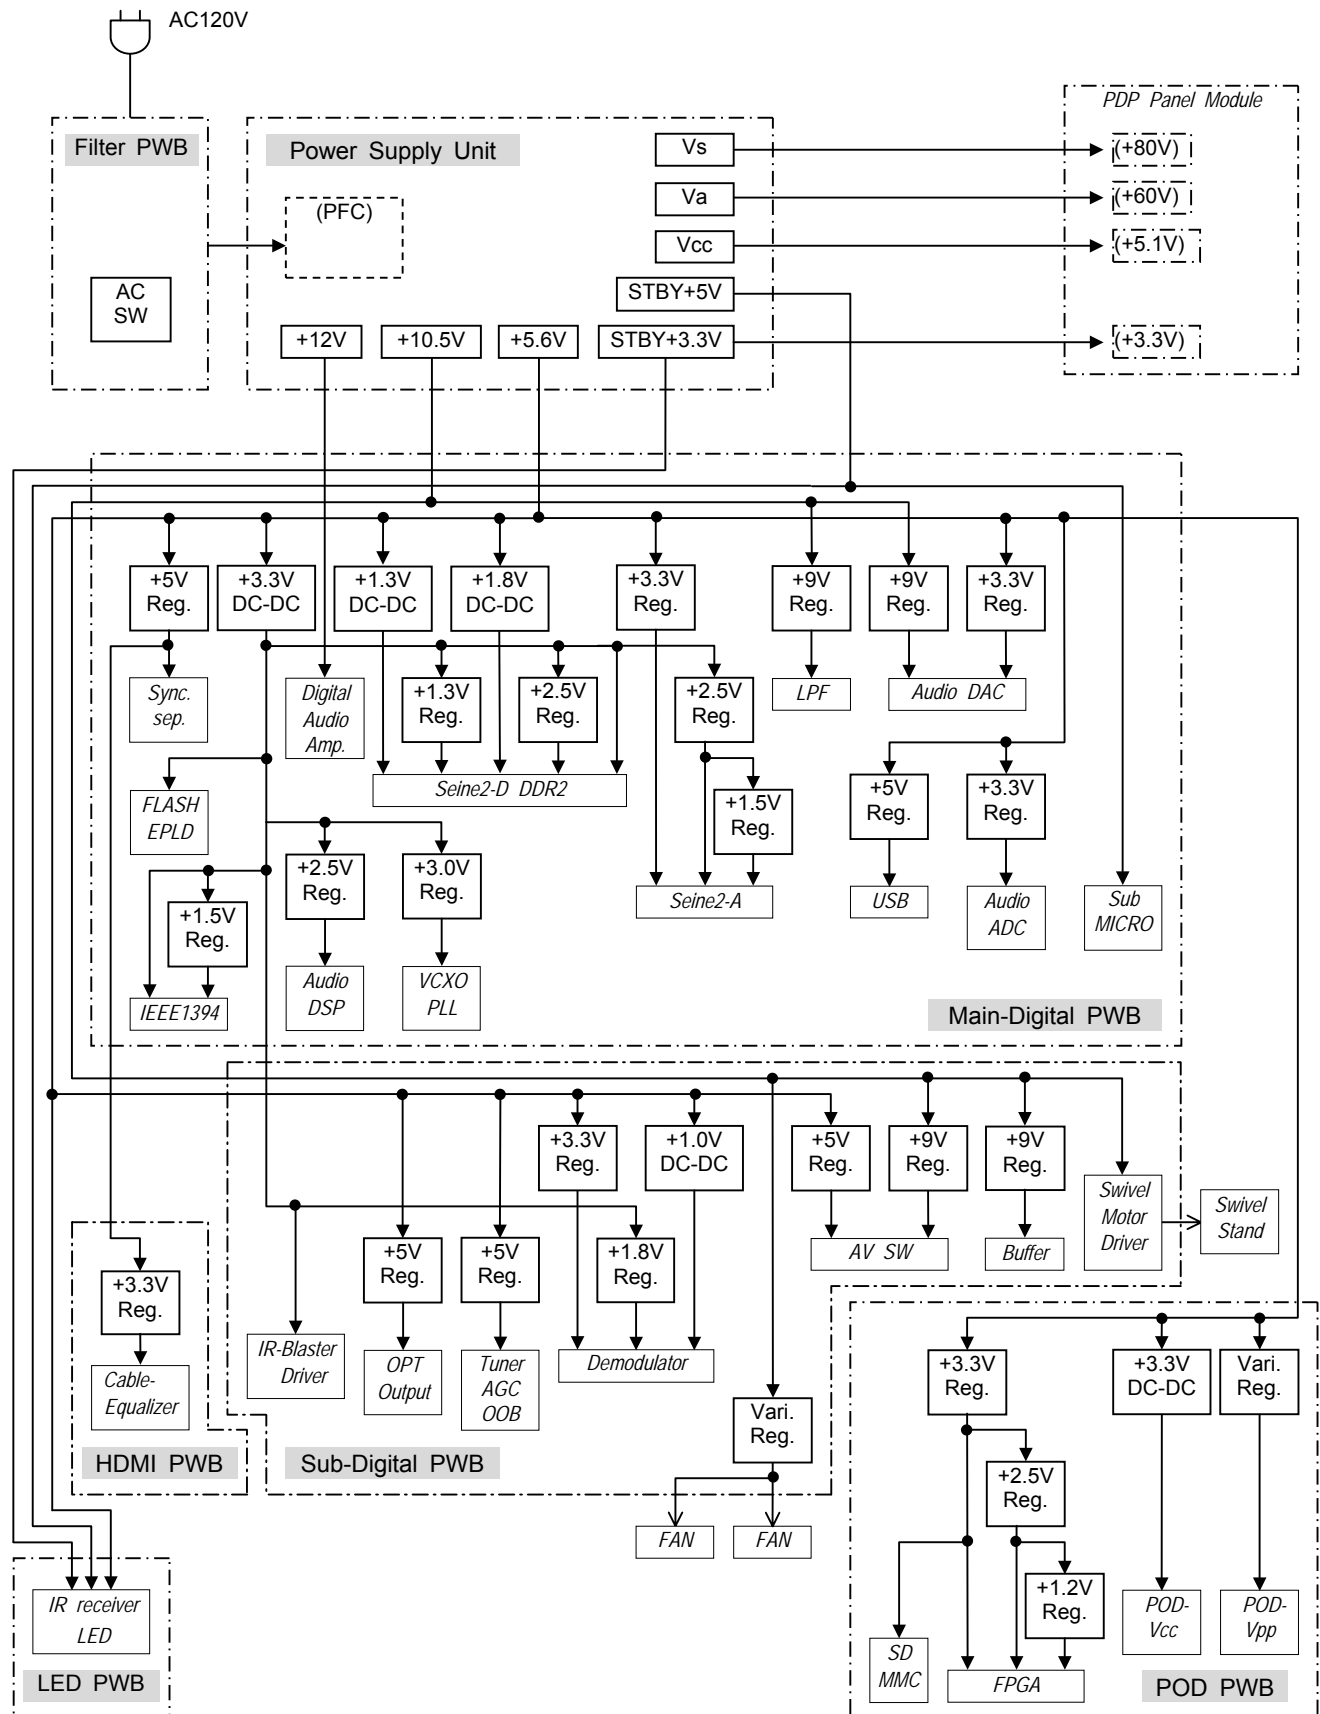 AC120V
PDP Panel Module
Filter PWB
Power Supply Unit
Vs
(+80V)
Va
(+60V)
(PFC)
Vcc
(+5.1V)
AC
SW
STBY+5V
+12V
+10.5V
+5.6V
STBY+3.3V
(+3.3V)
+5V
Reg.
+3.3V
DC-DC
+1.3V
DC-DC
+1.8V
DC-DC
+3.3V
Reg.
+9V
Reg.
+9V
Reg.
+3.3V
Reg.
Sync.
sep.
Digital
Audio
Amp.
+1.3V
Reg.
+2.5V
Reg.
+2.5V
Reg.
LPF
Audio DAC
FLASH
EPLD
Seine2-D DDR2
+1.5V
Reg.
+5V
Reg.
+3.3V
Reg.
+2.5V
Reg.
+3.0V
Reg.
+1.5V
Reg.
Seine2-A
USB
Audio
ADC
Sub
MICRO
IEEE1394
Audio
DSP
VCXO
PLL
Main-Digital PWB
+3.3V
Reg.
+1.0V
DC-DC
+5V
Reg.
+9V
Reg.
+9V
Reg.
Swivel
Motor
Driver
Swivel
Stand
+5V
Reg.
+5V
Reg.
+1.8V
Reg.
AV SW
Buffer
+3.3V
Reg.
IR-Blaster
Driver
OPT
Output
Tuner
AGC
OOB
Demodulator
Cable-
Equalizer
Vari.
Reg.
+3.3V
Reg.
+3.3V
DC-DC
Vari.
Reg.
HDMI PWB
Sub-Digital PWB
+2.5V
Reg.
FAN
FAN
+1.2V
Reg.
IR receiver
LED
POD-
Vcc
POD-
Vpp
SD
MMC
FPGA
LED PWB
POD PWB